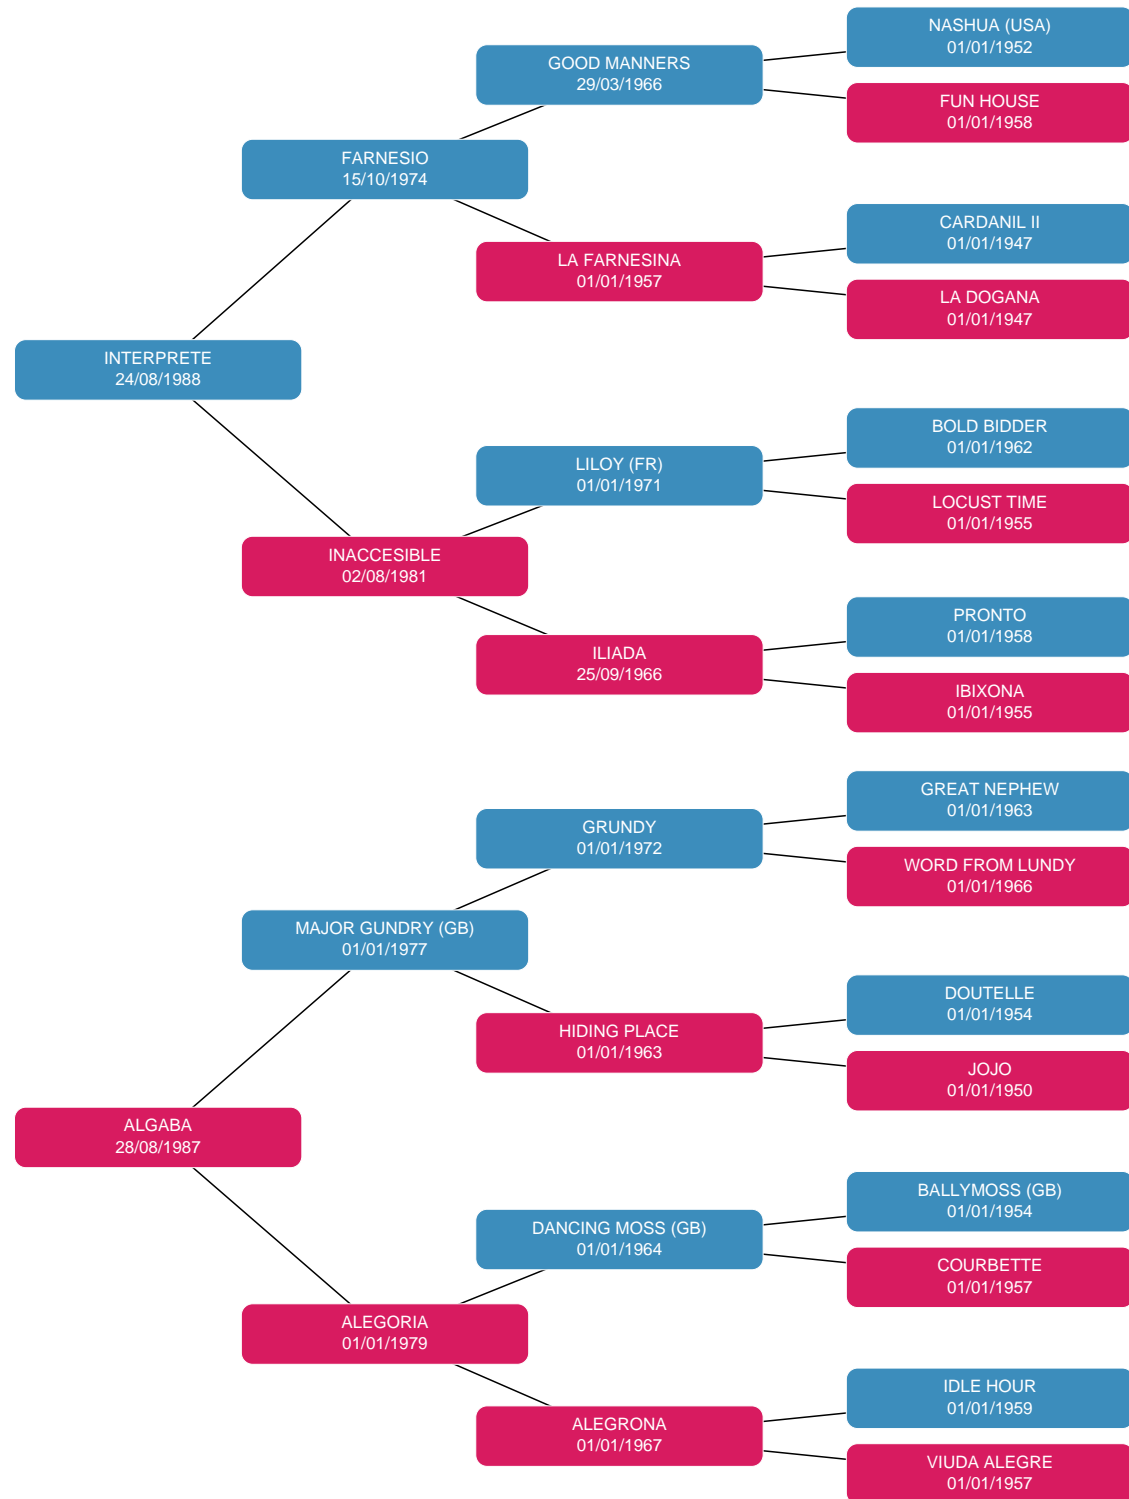 NASHUA (USA)
01/01/1952
GOOD MANNERS
29/03/1966
FUN HOUSE
01/01/1958
FARNESIO
15/10/1974
CARDANIL II
01/01/1947
LA FARNESINA
01/01/1957
LA DOGANA
01/01/1947
INTERPRETE
24/08/1988
BOLD BIDDER
01/01/1962
LILOY (FR)
01/01/1971
LOCUST TIME
01/01/1955
INACCESIBLE
02/08/1981
PRONTO
01/01/1958
ILIADA
25/09/1966
IBIXONA
01/01/1955
GREAT NEPHEW
01/01/1963
GRUNDY
01/01/1972
WORD FROM LUNDY
01/01/1966
MAJOR GUNDRY (GB)
01/01/1977
DOUTELLE
01/01/1954
HIDING PLACE
01/01/1963
JOJO
01/01/1950
ALGABA
28/08/1987
BALLYMOSS (GB)
01/01/1954
DANCING MOSS (GB)
01/01/1964
COURBETTE
01/01/1957
ALEGORIA
01/01/1979
IDLE HOUR
01/01/1959
ALEGRONA
01/01/1967
VIUDA ALEGRE
01/01/1957